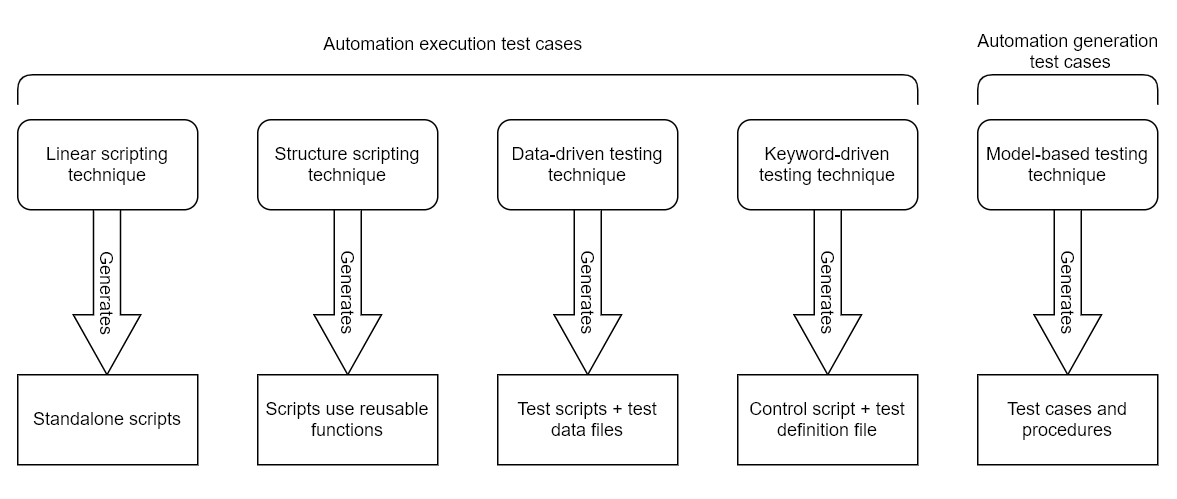 Automation execution test cases
Automation generation
test cases
Linear scripting
technique
Structure scripting
technique
Data-driven testing
technique
Keyword-driven
testing technique
Model-based testing
technique
Generates
Generates
Generates
Generates
Generates
Standalone scripts
Scripts use reusable
functions
Test scripts + test
data files
Control script + test
definition file
Test cases and
procedures